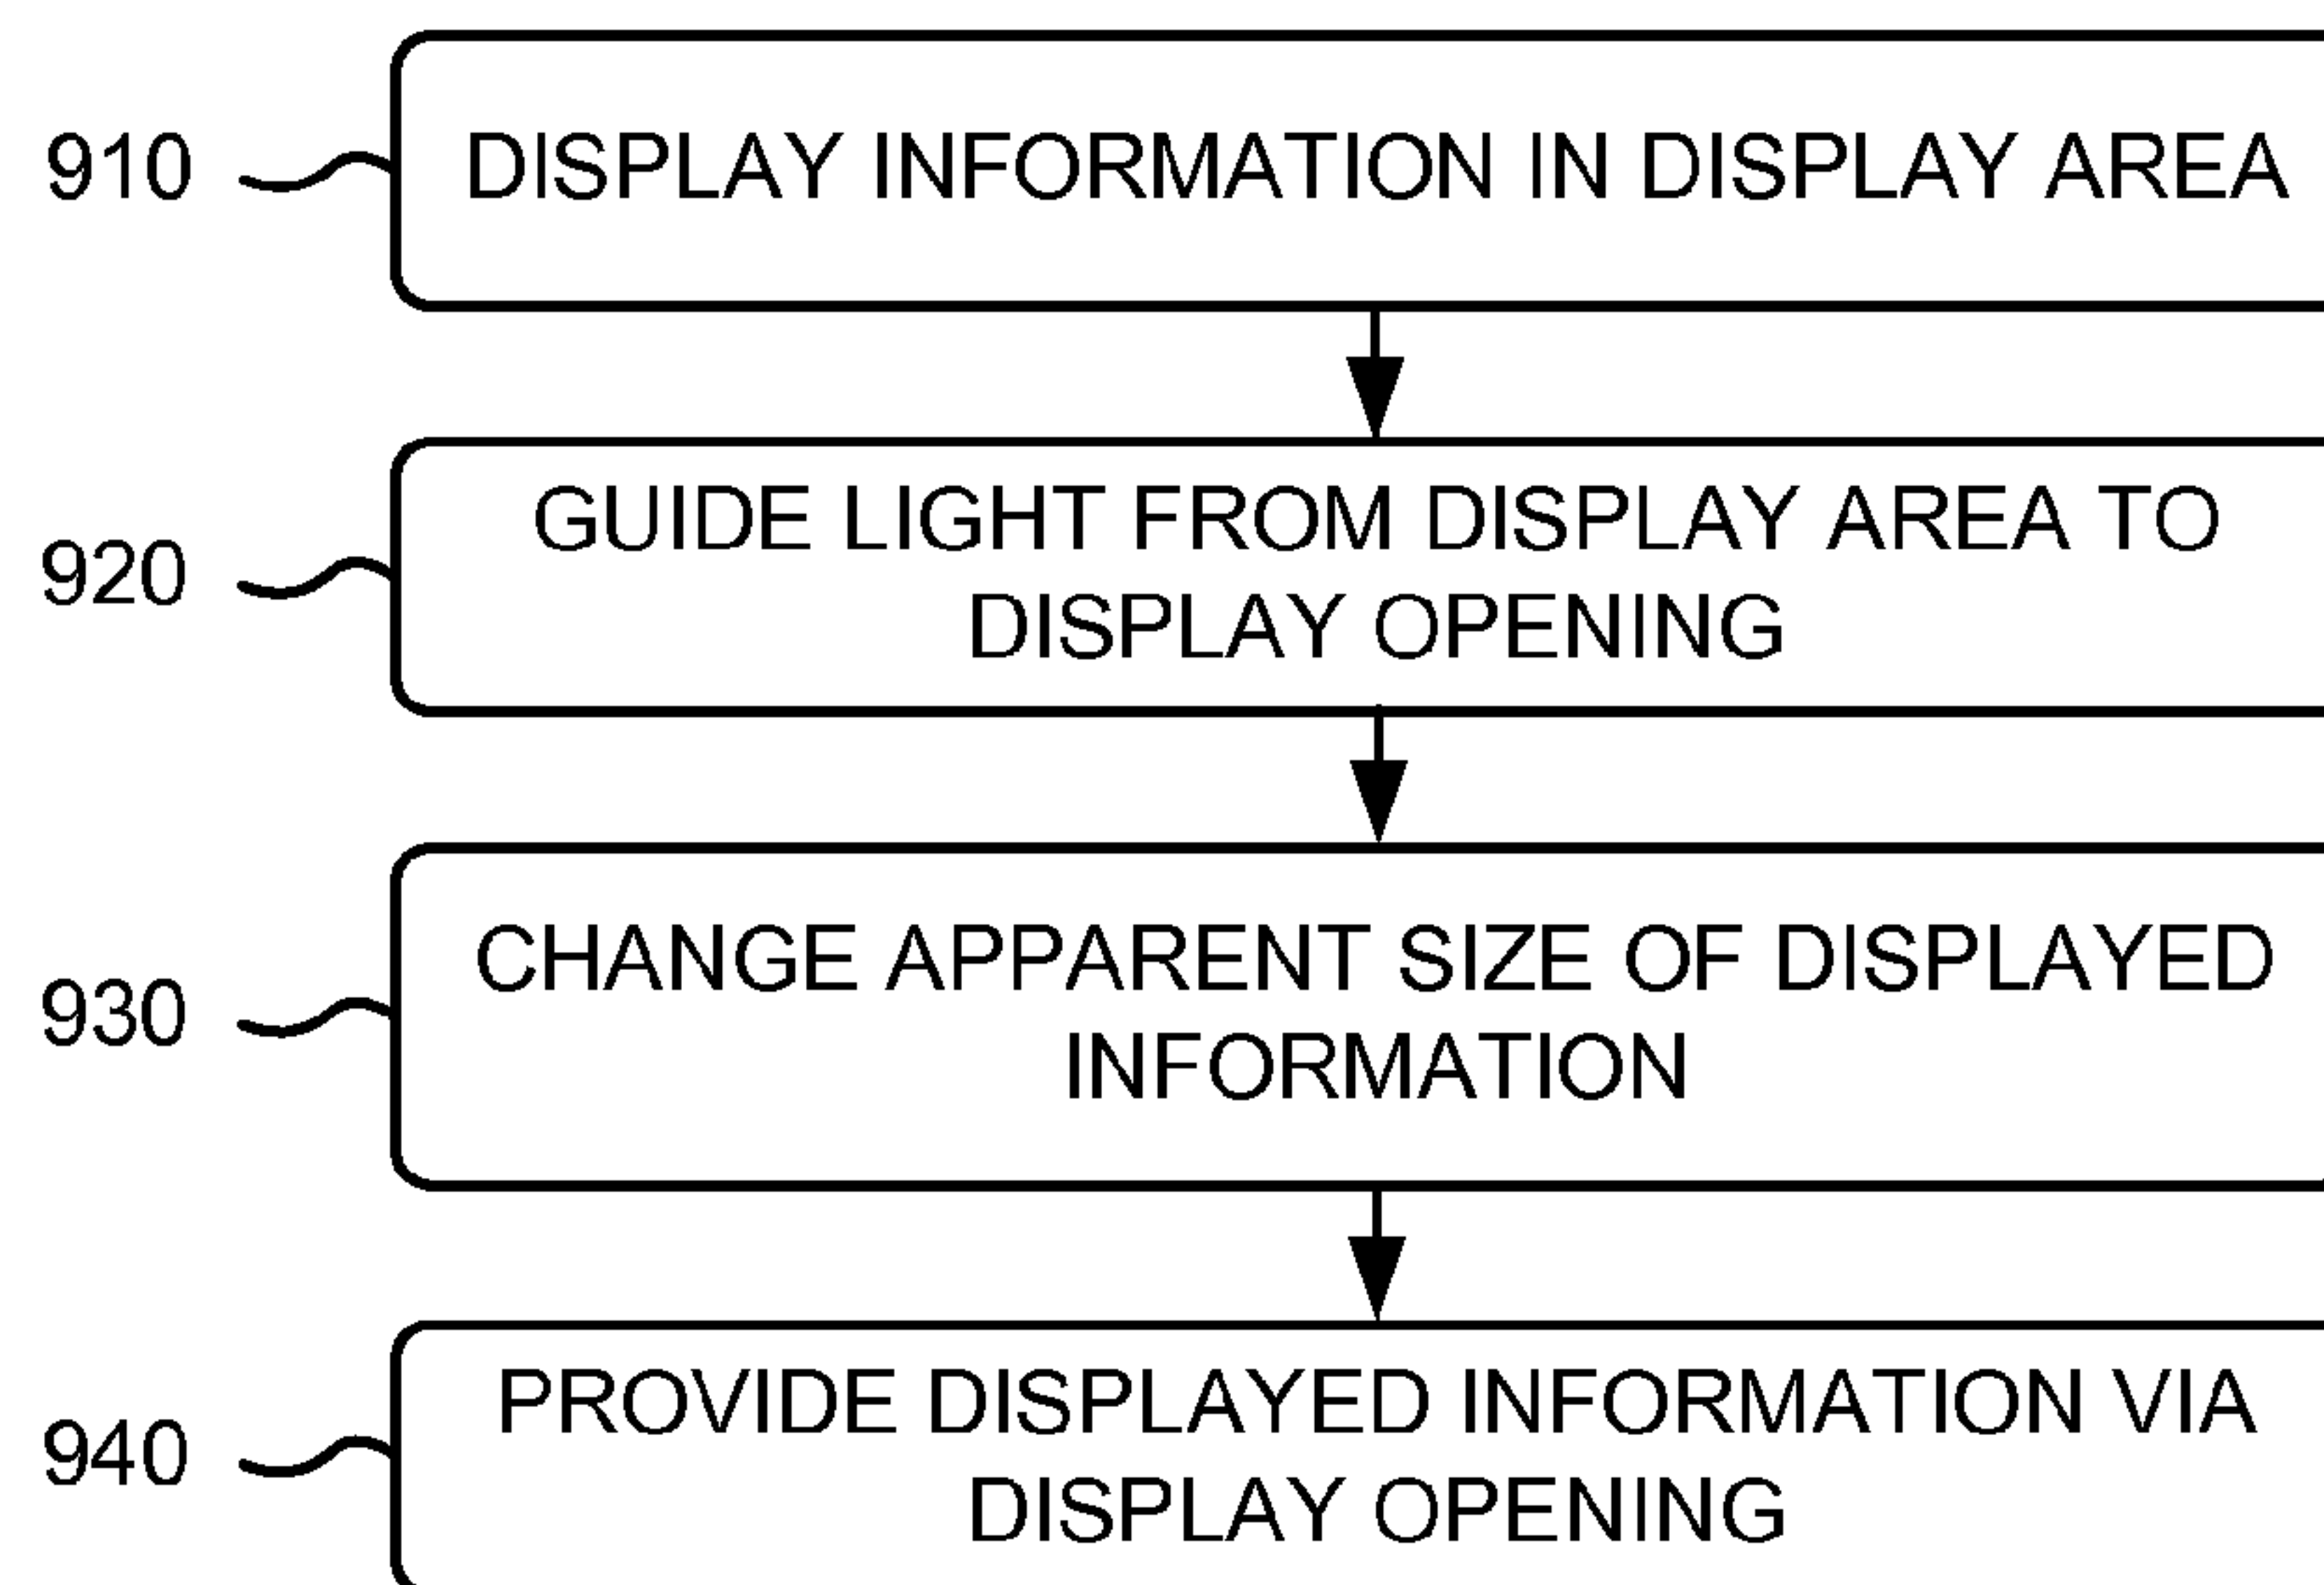 910 DISPLAY INFORMATION IN DISPLAY AREA
GUIDE LIGHT FROM DISPLAY AREA TO
920
DISPLAY OPENING
CHANGE APPARENT SIZE OF DISPLAYED
930
INFORMATION
PROVIDE DISPLAYED INFORMATION VIA
940
DISPLAY OPENING